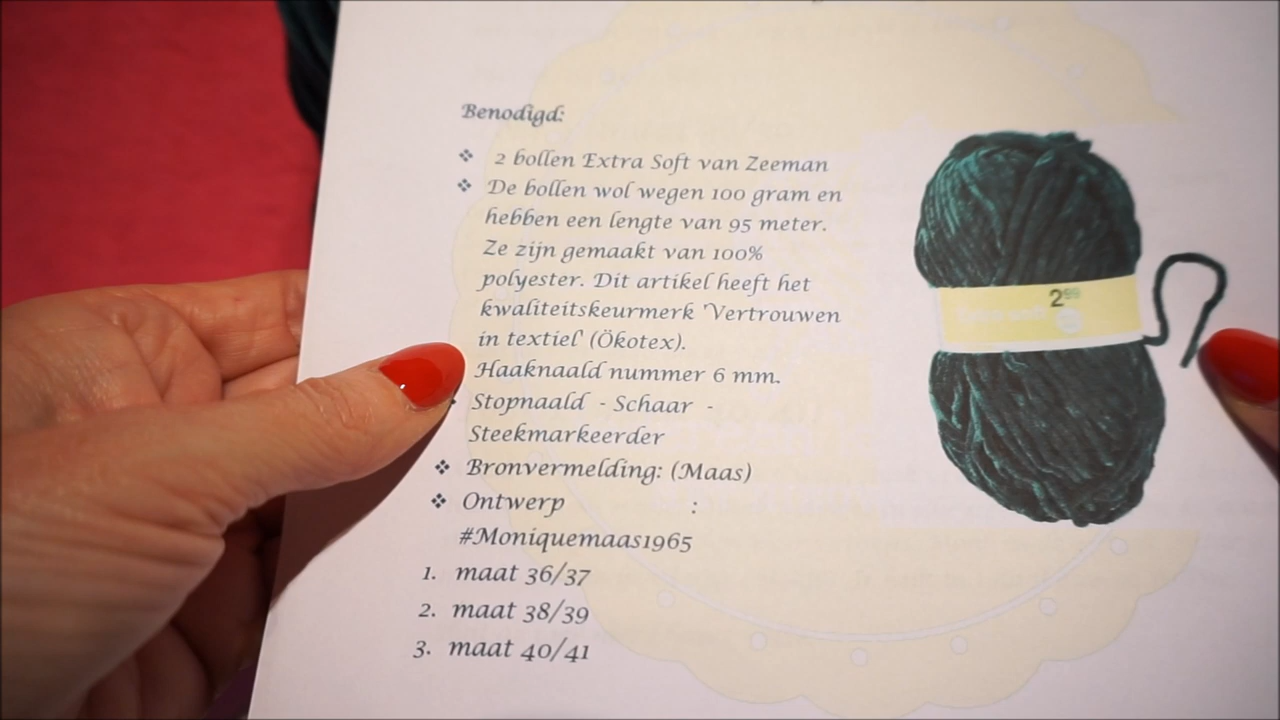 Benodigd:
❖ 2 bollen Extra Soft van Zeeman
❖ De bollen wol wegen 100 gram en
hebben een lengte van 95 meter.
Ze zijn gemaakt van 100%
polyester. Dit artikel heeft het
kwaliteitskeurmerk 'Vertrouwen
in textiel' (Ökotex).
Haaknaald nummer 6 mm.
Stopnaald - Schaar -
Steekmarkeerder
❖ Bronvermelding: (Maas)
❖ Ontwerp :
#Moniquemaas1965
1. maat 36/37
2. maat 38/39
3. maat 40/41
2⁹⁹